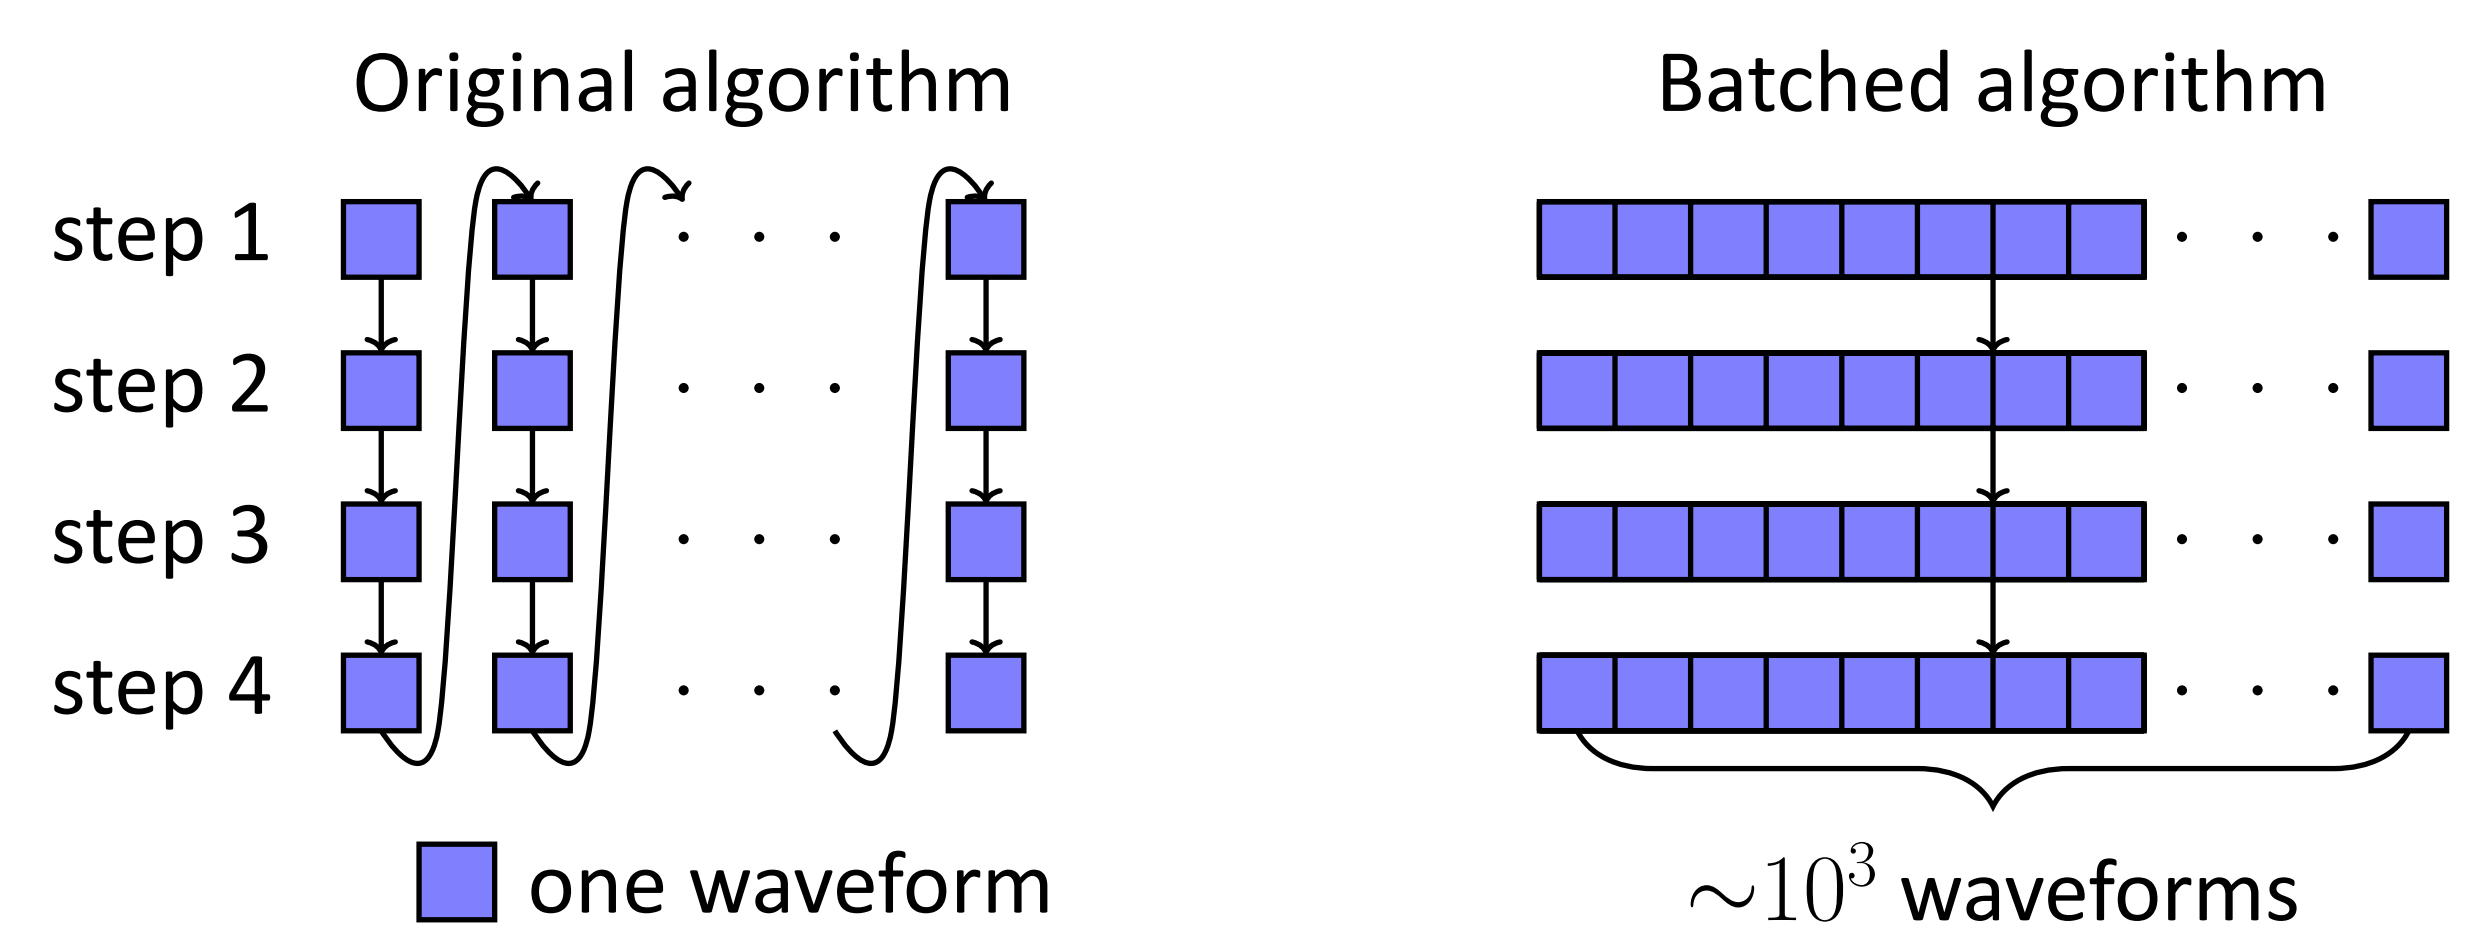 Original algorithm
Batched algorithm
step 1
step 2
step 3
step 4
one waveform
~10³ waveforms